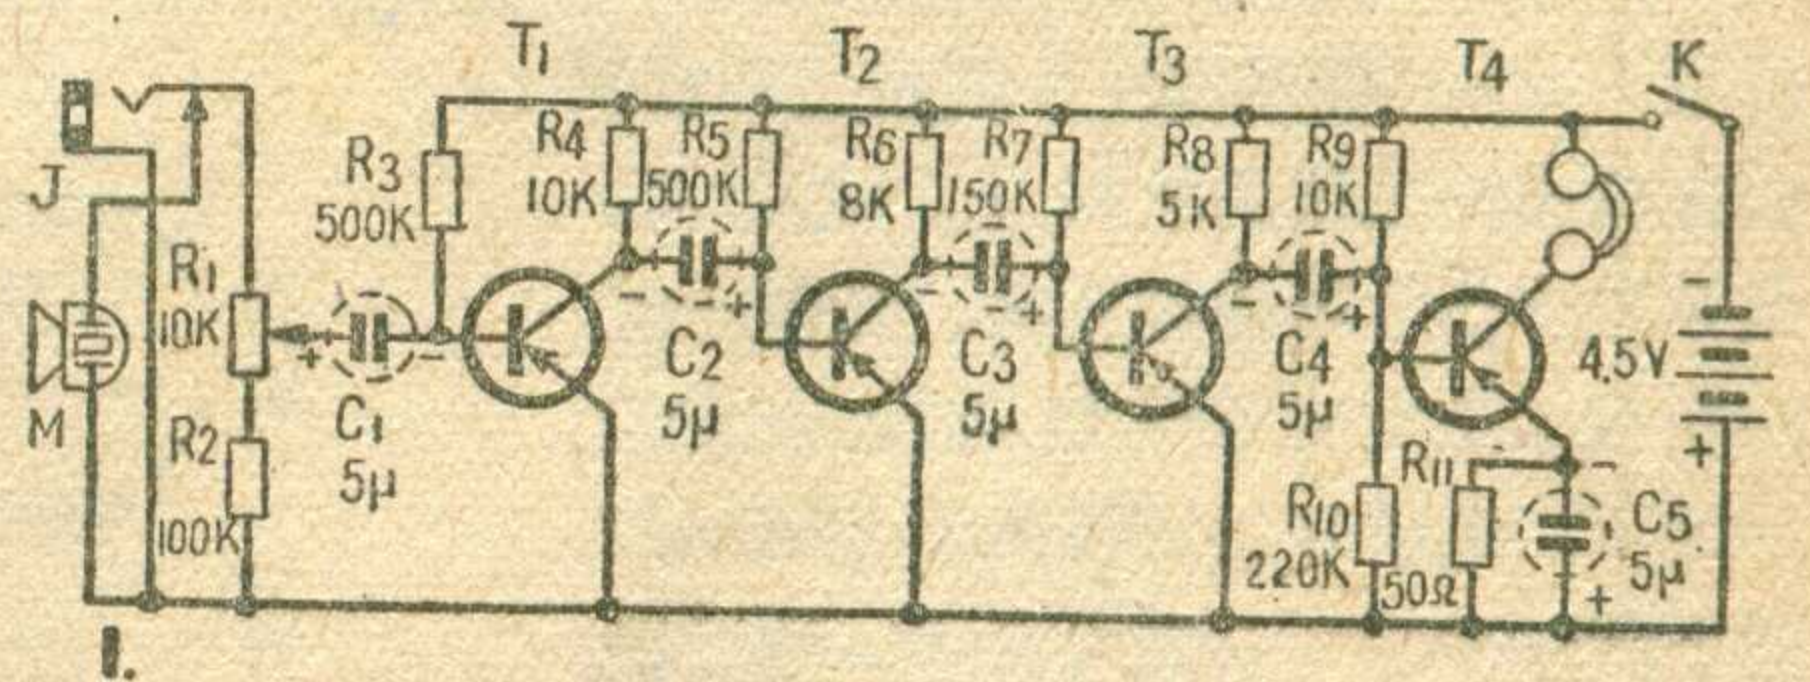 T1
T2
T3
T4
K
J
R3
500K
R4
10K
R5
500K
R6
8K
R7
150K
R8
5K
R9
10K
R1
10K
M
R2
100K
+
-
C1
5μ
-
+
C2
5μ
-
+
C3
5μ
-
+
C4
5μ
-
4.5V
+
R10
220K
R11
50Ω
-
C5
5μ
+
1.